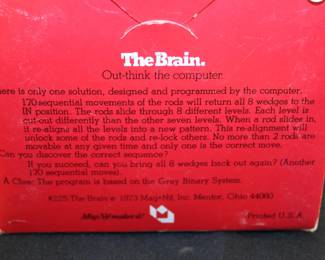 The Brain.
Out-think the computer.
here is only one solution, designed and programmed by the computer.
170 sequential movements of the rods will return all 8 wedges to the
IN position. The rods slide through 8 different levels. Each level is
cut-out differently than the other seven levels. When a rod slides in,
it re-aligns all the levels into a new pattern. This re-alignment will
unlock some of the rods and re-lock others. No more than 2 rods are
movable at any given time and only one is the correct move.
Can you discover the correct sequence?
If you succeed, can you bring all 8 wedges back out again? (Another
170 sequential moves).
A Clue: The program is based on the Gray Binary System.
#225 The Brain © 1973 Mag-Nif, Inc. Mentor, Ohio 44060
Mag-Nif
Printed U.S.A.